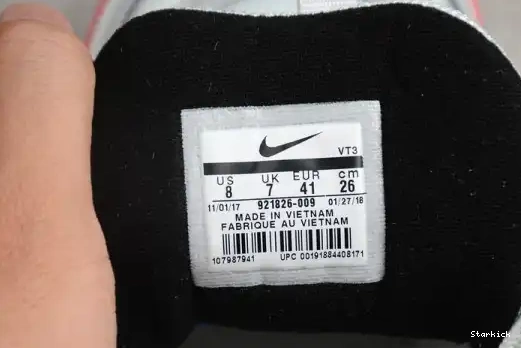 VT3
US UK EUR cm
8 7 41 26
11/01/17 921826-009 01/27/18
MADE IN VIETNAM
FABRIQUE AU VIETNAM
107987941 UPC 00191884408171
Starkick